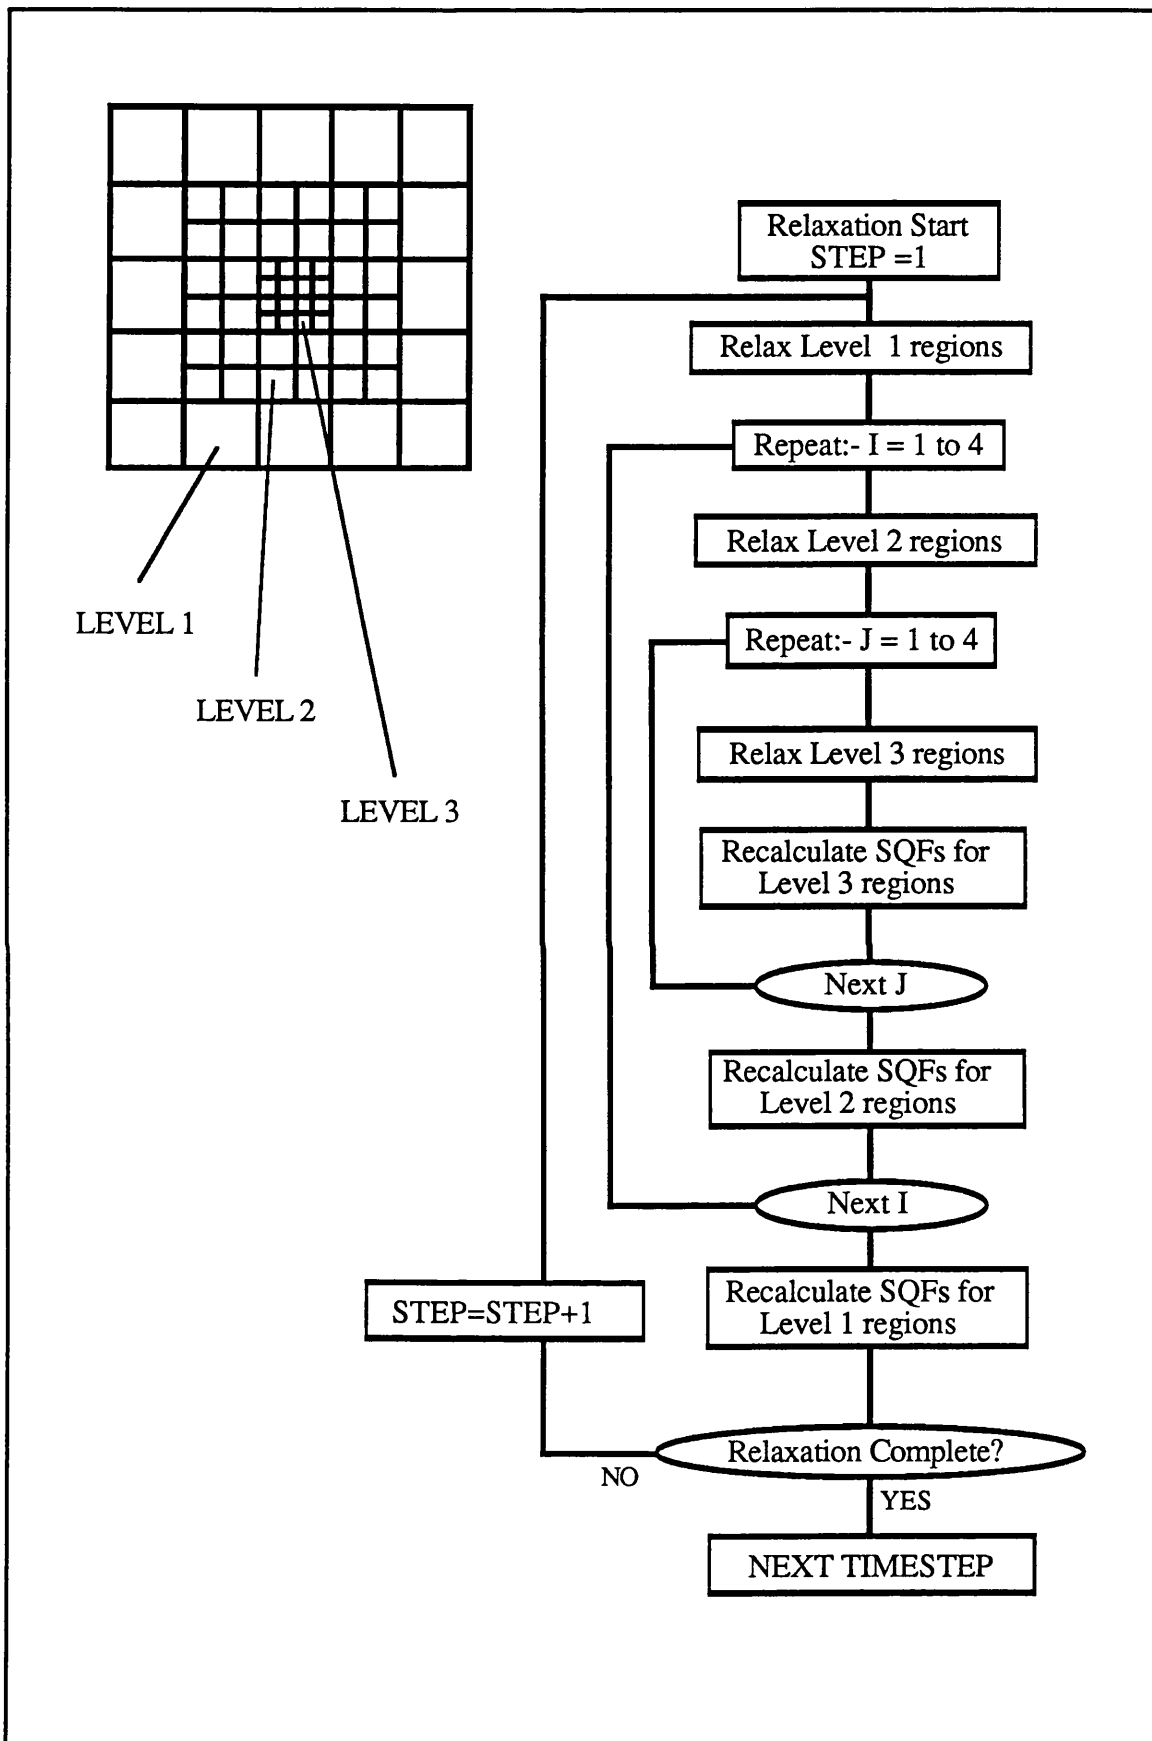 Relaxation Start
STEP =1
Relax Level 1 regions
Repeat:- I = 1 to 4
Relax Level 2 regions
Repeat:- J = 1 to 4
Relax Level 3 regions
Recalculate SQFs for
Level 3 regions
Next J
Recalculate SQFs for
Level 2 regions
Next I
Recalculate SQFs for
Level 1 regions
STEP=STEP+1
Relaxation Complete?
NO
YES
NEXT TIMESTEP
LEVEL 1
LEVEL 2
LEVEL 3